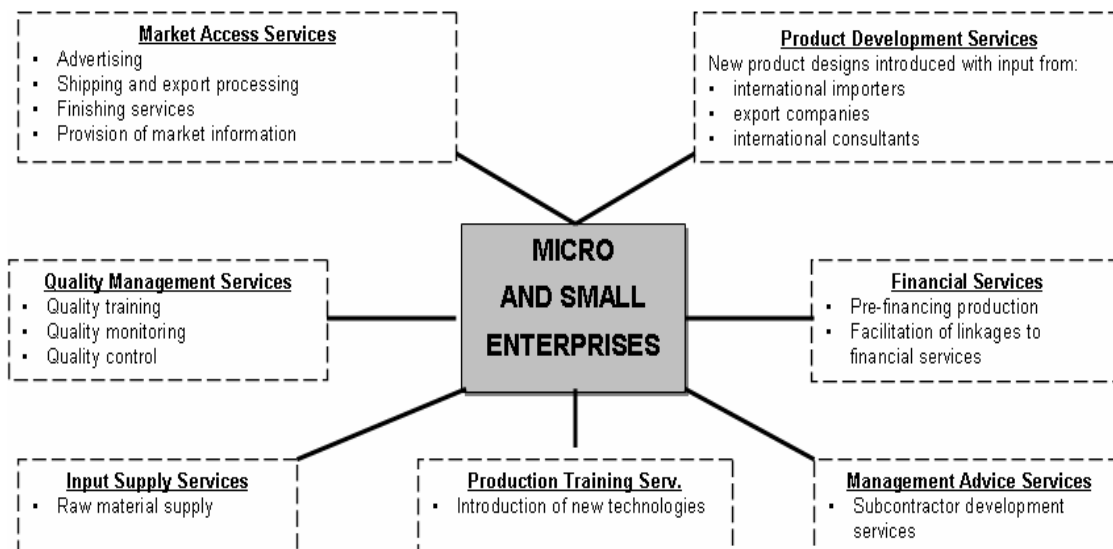 Market Access Services
▪ Advertising
▪ Shipping and export processing
▪ Finishing services
▪ Provision of market information
Product Development Services
New product designs introduced with input from:
▪ international importers
▪ export companies
▪ international consultants
MICRO
AND SMALL
ENTERPRISES
Quality Management Services
▪ Quality training
▪ Quality monitoring
▪ Quality control
Financial Services
▪ Pre-financing production
▪ Facilitation of linkages to
financial services
Input Supply Services
▪ Raw material supply
Production Training Serv.
▪ Introduction of new technologies
Management Advice Services
▪ Subcontractor development
services